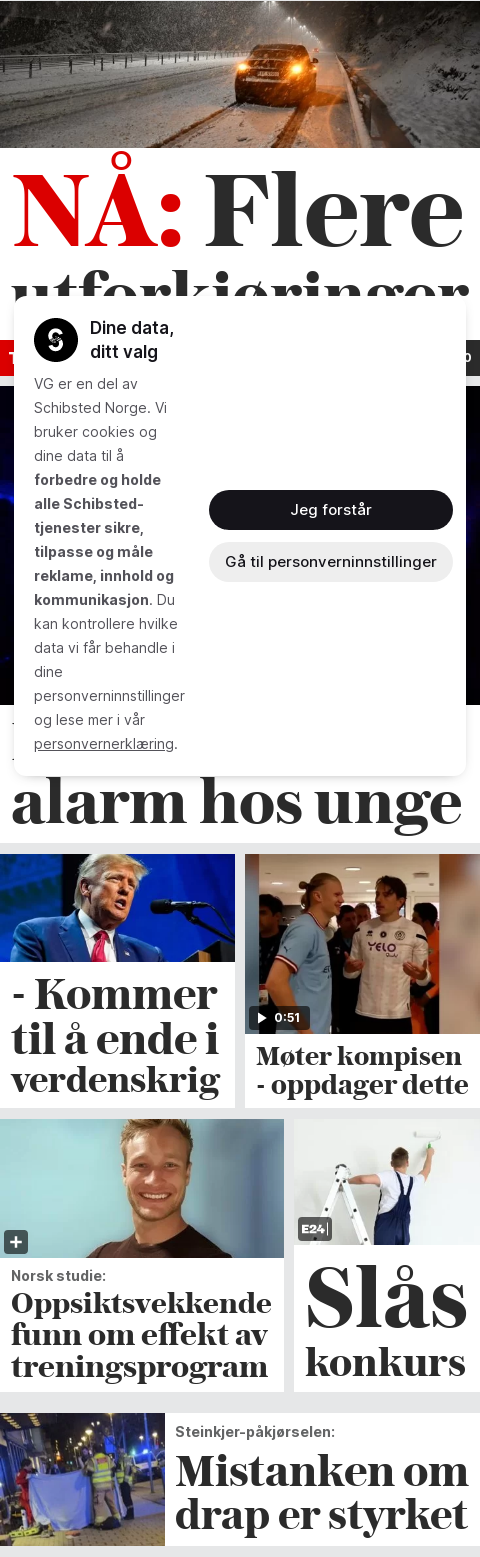 NÅ: Flere
utforkjøringer
Dine data,
ditt valg
VG er en del av
Schibsted Norge. Vi
bruker cookies og
dine data til å
forbedre og holde
alle Schibsted-
tjenester sikre,
tilpasse og måle
reklame, innhold og
kommunikasjon. Du
kan kontrollere hvilke
data vi får behandle i
dine
personverninnstillinger
og lese mer i vår
personvernerklæring.
Jeg forstår
Gå til personverninnstillinger
alarm hos unge
- Kommer
til å ende i
verdenskrig
0:51
Møter kompisen
- oppdager dette
Norsk studie:
Oppsiktsvekkende
funn om effekt av
treningsprogram
E24
Slås
konkurs
Steinkjer-påkjørselen:
Mistanken om
drap er styrket